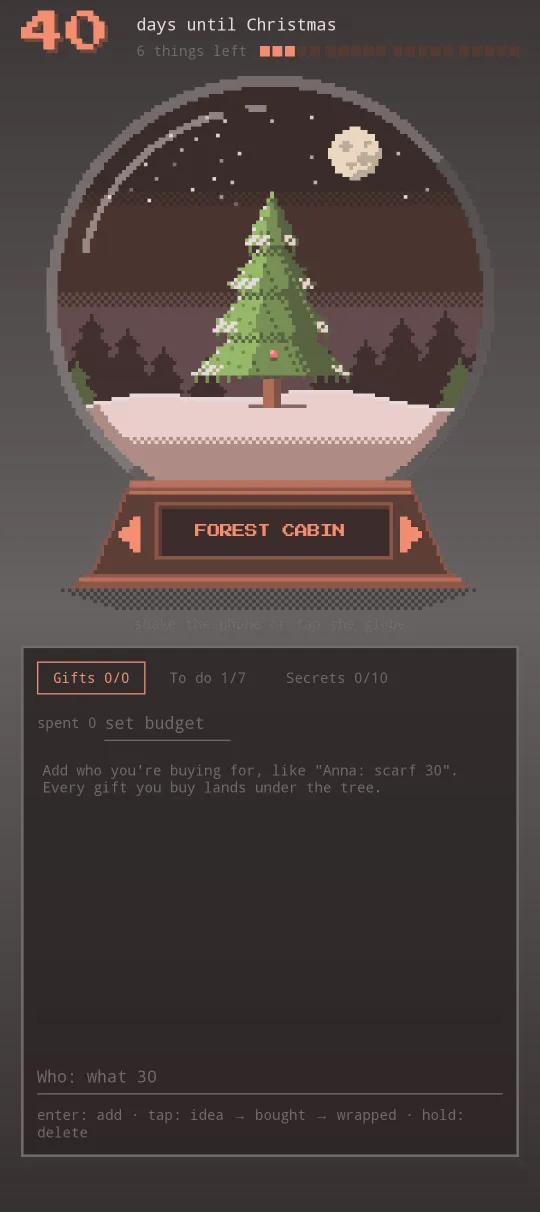 40
days until Christmas
6 things left
FOREST CABIN
shake the phone or tap the globe
Gifts 0/0
To do 1/7
Secrets 0/10
spent 0 set budget
Add who you're buying for, like "Anna: scarf 30".
Every gift you buy lands under the tree.
Who: what 30
enter: add · tap: idea → bought → wrapped · hold:
delete